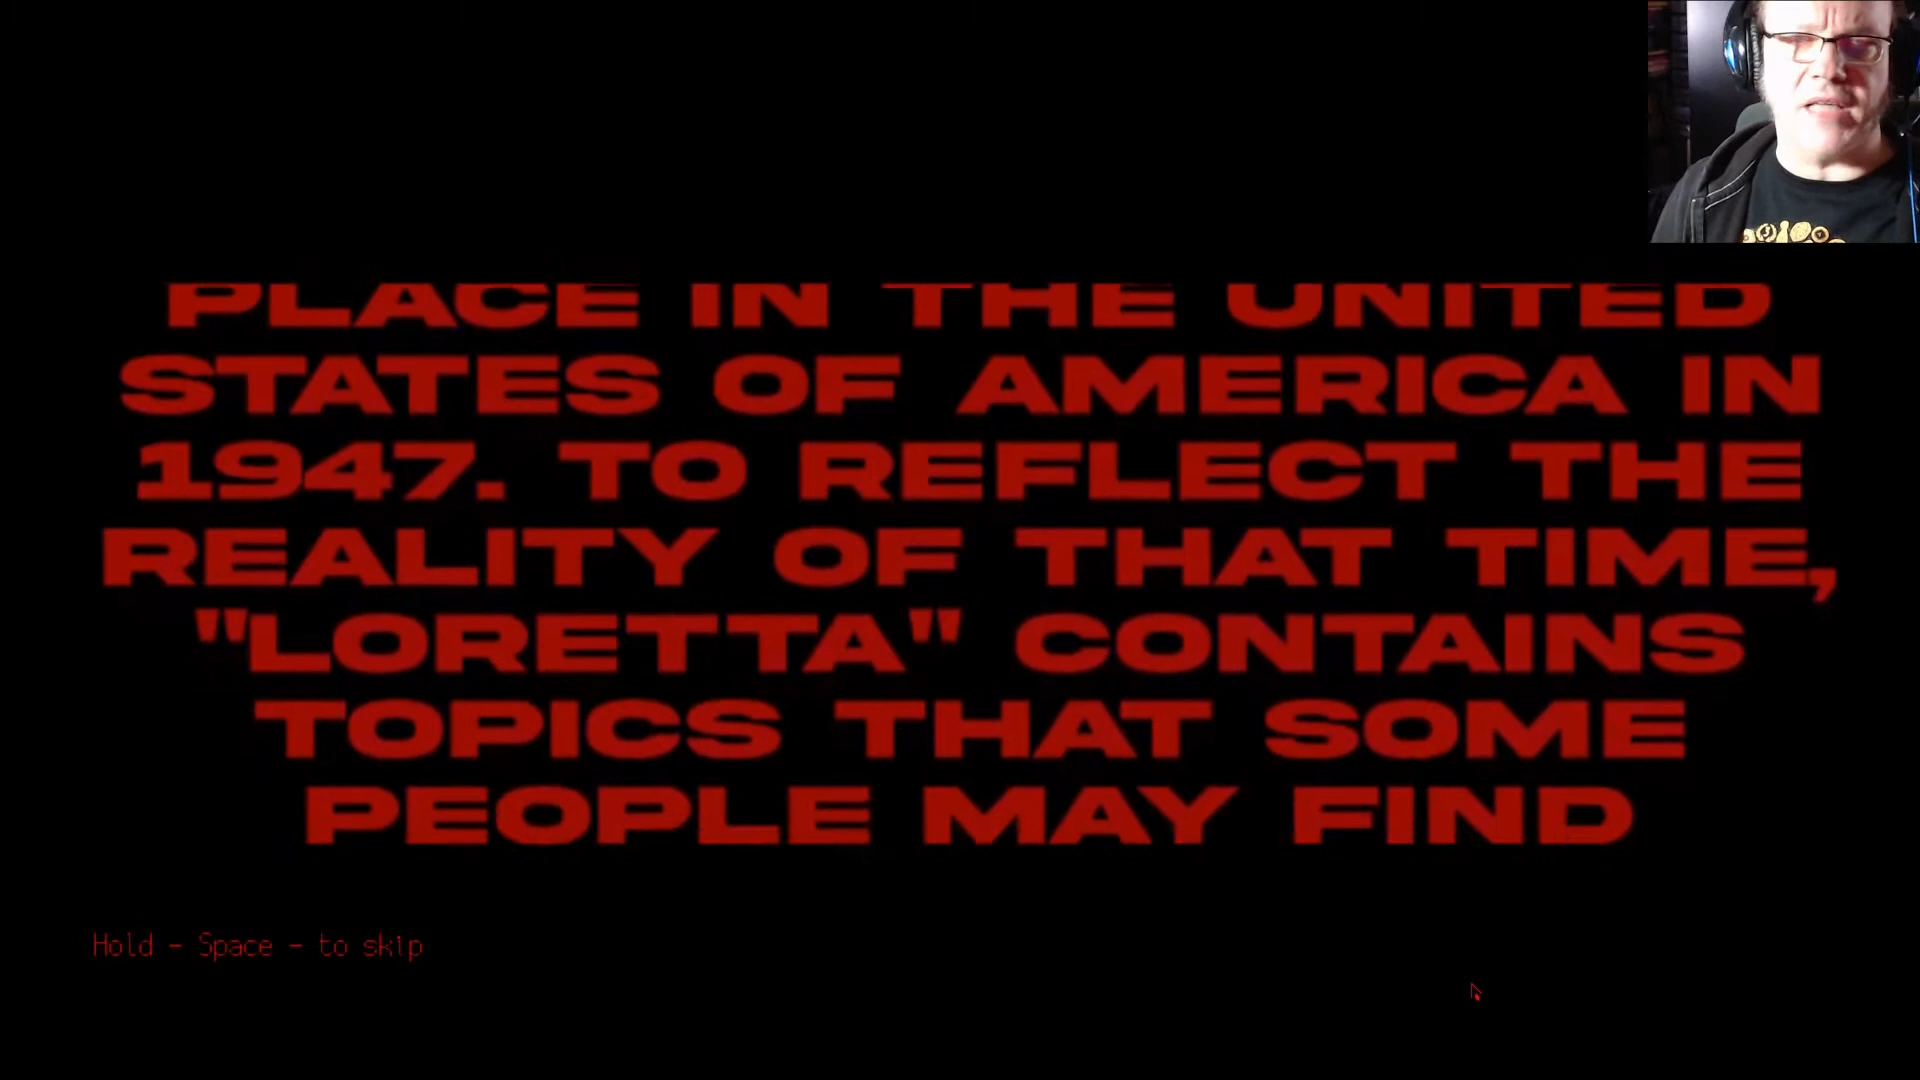 PLACE IN THE UNITED
STATES OF AMERICA IN
1947. TO REFLECT THE
REALITY OF THAT TIME,
"LORETTA" CONTAINS
TOPICS THAT SOME
PEOPLE MAY FIND
Hold - Space - to skip